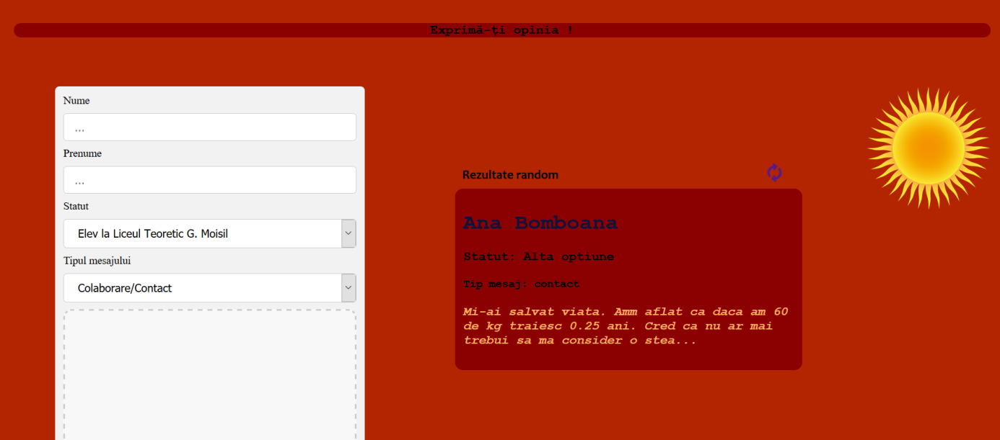 Exprimă-ți opinia !
Nume
...
Prenume
...
Statut
Elev la Liceul Teoretic G. Moisil
Tipul mesajului
Colaborare/Contact
Rezultate random
Ana Bomboana
Statut: Alta optiune
Tip mesaj: contact
Mi-ai salvat viata. Amm aflat ca daca am 60
de kg traiesc 0.25 ani. Cred ca nu ar mai
trebui sa ma consider o stea...